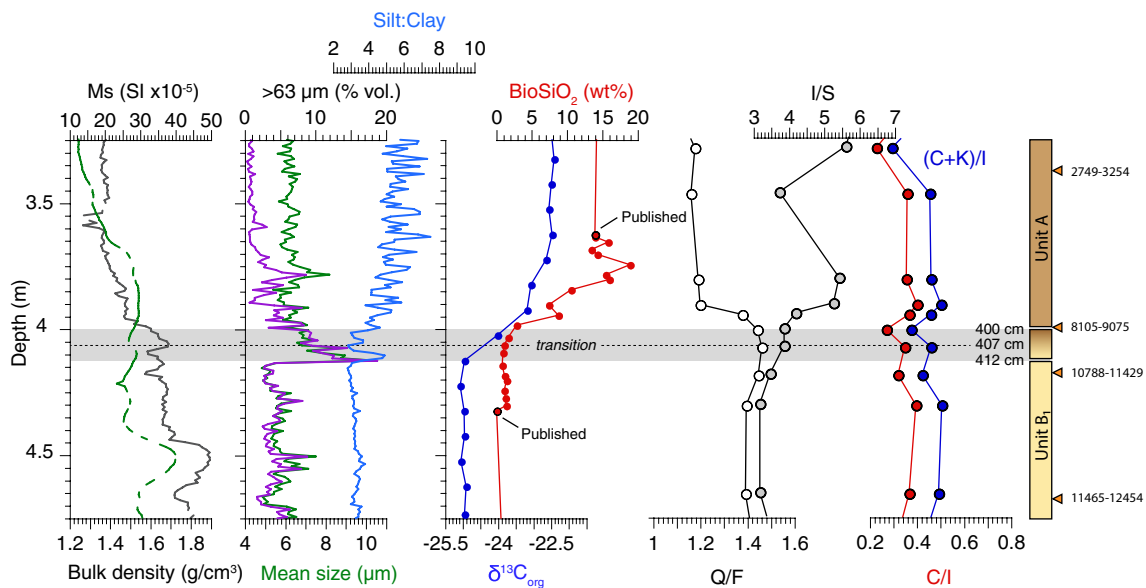 Silt:Clay
2 4 6 8 10
Ms (SI x10-5)
>63 µm (% vol.)
BioSiO2 (wt%)
I/S
10 20 30 40 50
0 10 20
0 5 10 15 20
3 4 5 6 7
(C+K)/I
2749-3254
Published
3.5
Unit A
Depth (m)
4
400 cm
8105-9075
transition
407 cm
412 cm
10788-11429
Published
Unit B1
4.5
11465-12454
1.2 1.4 1.6 1.8
4 6 8 10
-25.5 -24 -22.5
1 1.2 1.4 1.6
0.2 0.4 0.6 0.8
Bulk density (g/cm3)
Mean size (µm)
δ13Corg
Q/F
C/I